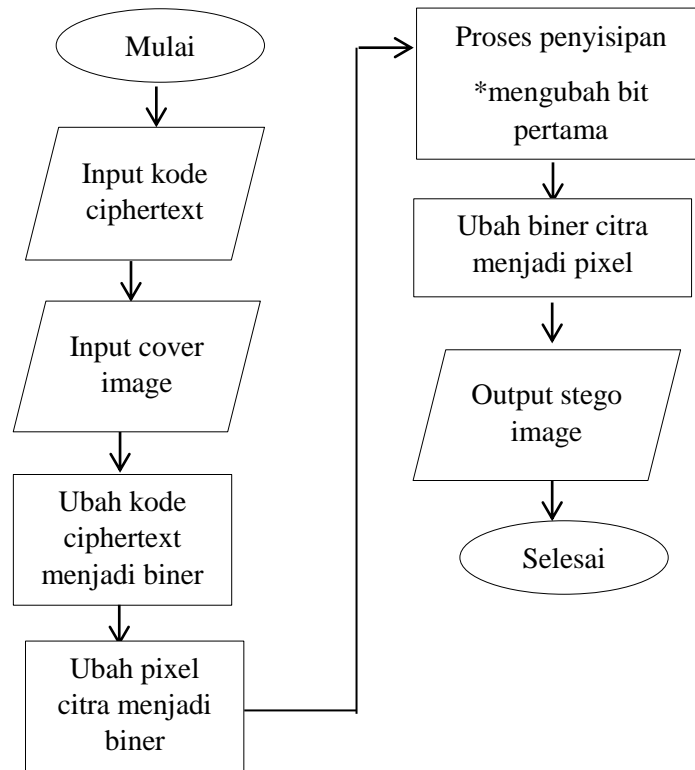 Mulai
Input kode
ciphertext
Input cover
image
Ubah kode
ciphertext
menjadi biner
Ubah pixel
citra menjadi
biner
Proses penyisipan
*mengubah bit
pertama
Ubah biner citra
menjadi pixel
Output stego
image
Selesai